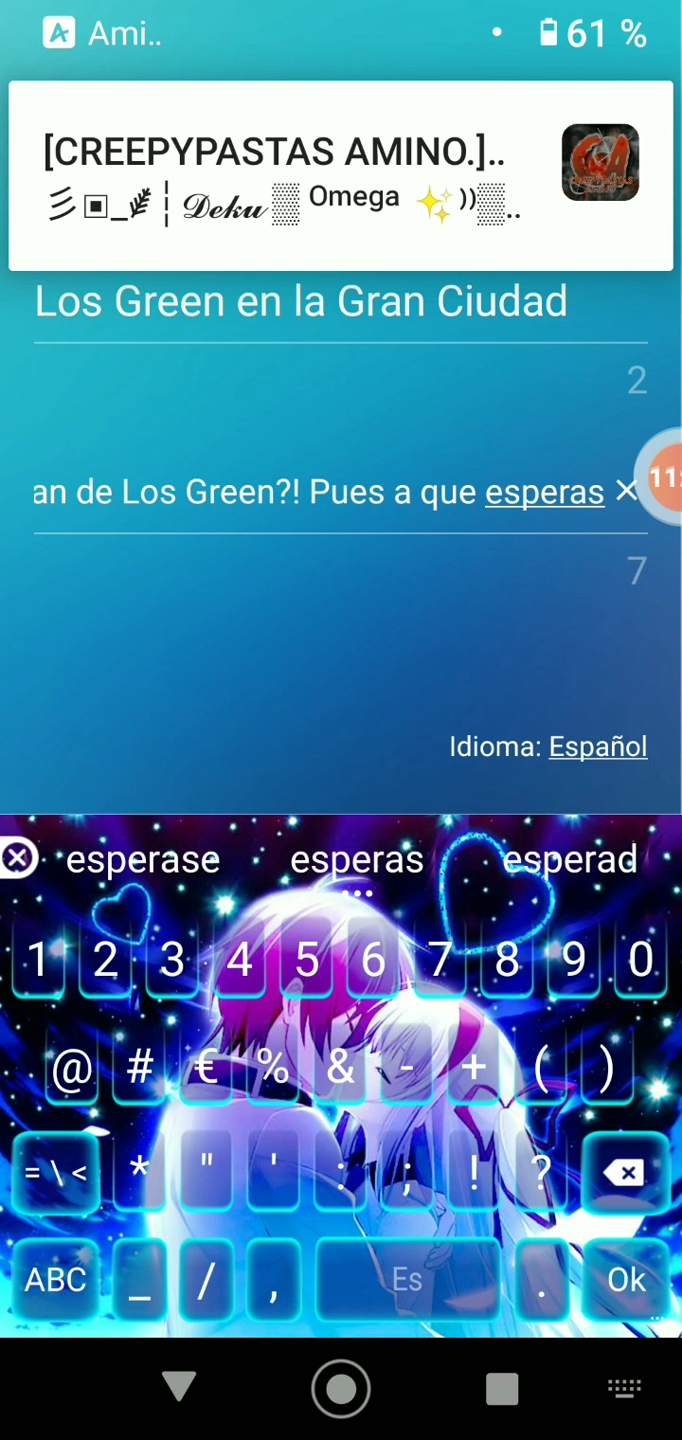 Ami..
61 %
[CREEPYPASTAS AMINO.]..
彡▣_⸙┆𝓓𝓮𝓴𝓾▒ Omega ✨))▒..
Los Green en la Gran Ciudad
2
an de Los Green?! Pues a que esperas ×
11:
7
Idioma: Español
esperase esperas esperad
1 2 3 4 5 6 7 8 9 0
@ # € % & - + ( )
= \ < * " ' : ; ! ?
ABC _ / , Es . Ok